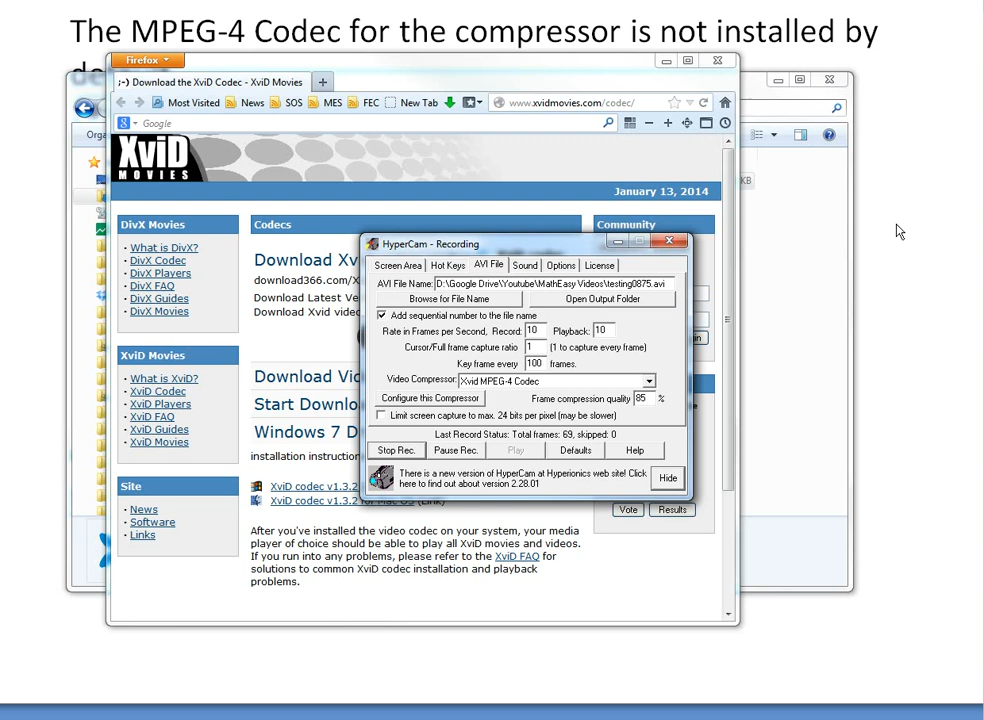 The MPEG-4 Codec for the compressor is not installed by
Firefox
;-) Download the XviD Codec - XviD Movies
Most Visited News SOS MES FEC New Tab www.xvidmovies.com/codec/
Google
Orga
XviD
MOVIES
KB
January 13, 2014
DivX Movies
· What is DivX?
· DivX Codec
· DivX Players
· DivX FAQ
· DivX Guides
· DivX Movies
XviD Movies
· What is XviD?
· XviD Codec
· XviD Players
· XviD FAQ
· XviD Guides
· XviD Movies
Site
· News
· Software
· Links
Codecs
Download Xv
download366.com/X
Download Latest Ve
Download Xvid video
Download Vid
Start Downlo
Windows 7 D
installation instruction
XviD codec v1.3.2
XviD codec v1.3.2 for Mac OS (Link)
After you've installed the video codec on your system, your media
player of choice should be able to play all XviD movies and videos.
If you run into any problems, please refer to the XviD FAQ for
solutions to common XviD codec installation and playback
problems.
Community
Vote Results
HyperCam - Recording
Screen Area Hot Keys AVI File Sound Options License
AVI File Name: D:\Google Drive\Youtube\MathEasy Videos\testing0875.avi
Browse for File Name Open Output Folder
Add sequential number to the file name
Rate in Frames per Second, Record: 10 Playback: 10
Cursor/Full frame capture ratio 1 (1 to capture every frame)
Key frame every 100 frames.
Video Compressor: Xvid MPEG-4 Codec
Configure this Compressor Frame compression quality 85 %
Limit screen capture to max. 24 bits per pixel (may be slower)
Last Record Status: Total frames: 69, skipped: 0
Stop Rec. Pause Rec. Play Defaults Help
There is a new version of HyperCam at Hyperionics web site! Click
here to find out about version 2.28.01
Hide